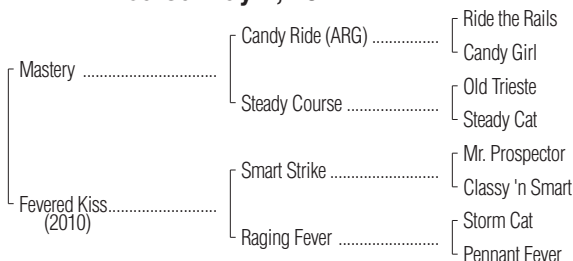 Ride the Rails
Candy Ride (ARG) ..................
Candy Girl
Mastery ....................................
Old Trieste
Steady Course .........................
Steady Cat
Mr. Prospector
Smart Strike .............................
Classy 'n Smart
Fevered Kiss.............................
(2010)
Storm Cat
Raging Fever ...........................
Pennant Fever